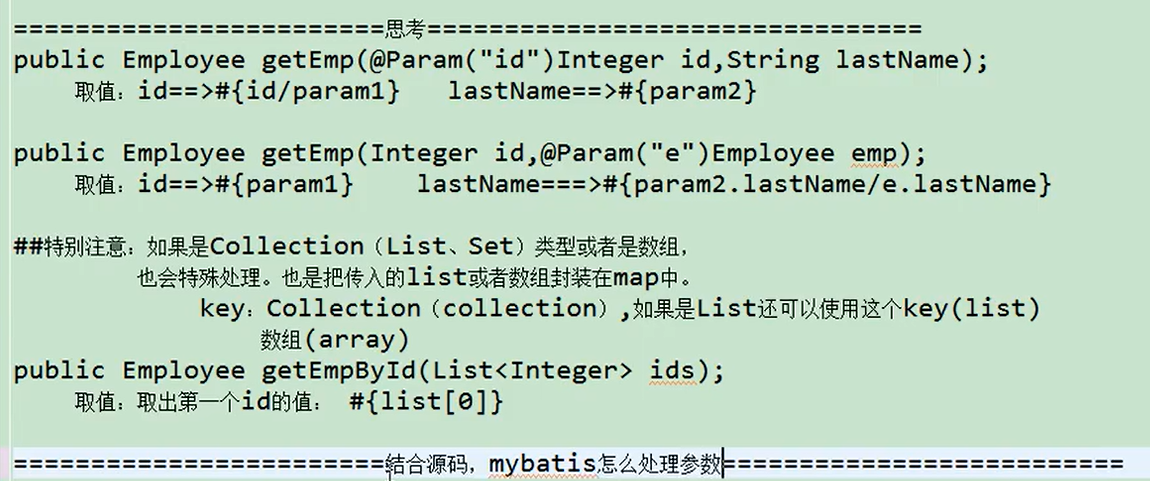 ========================思考================================
public Employee getEmp(@Param("id")Integer id,String lastName);
取值：id==>#{id/param1}   lastName==>#{param2}
public Employee getEmp(Integer id,@Param("e")Employee emp);
取值：id==>#{param1}    lastName===>#{param2.lastName/e.lastName}
##特别注意：如果是Collection（List、Set）类型或者是数组，
也会特殊处理。也是把传入的list或者数组封装在map中。
key：Collection（collection）,如果是List还可以使用这个key(list)
数组(array)
public Employee getEmpById(List<Integer> ids);
取值：取出第一个id的值： #{list[0]}
========================结合源码，mybatis怎么处理参数==========================